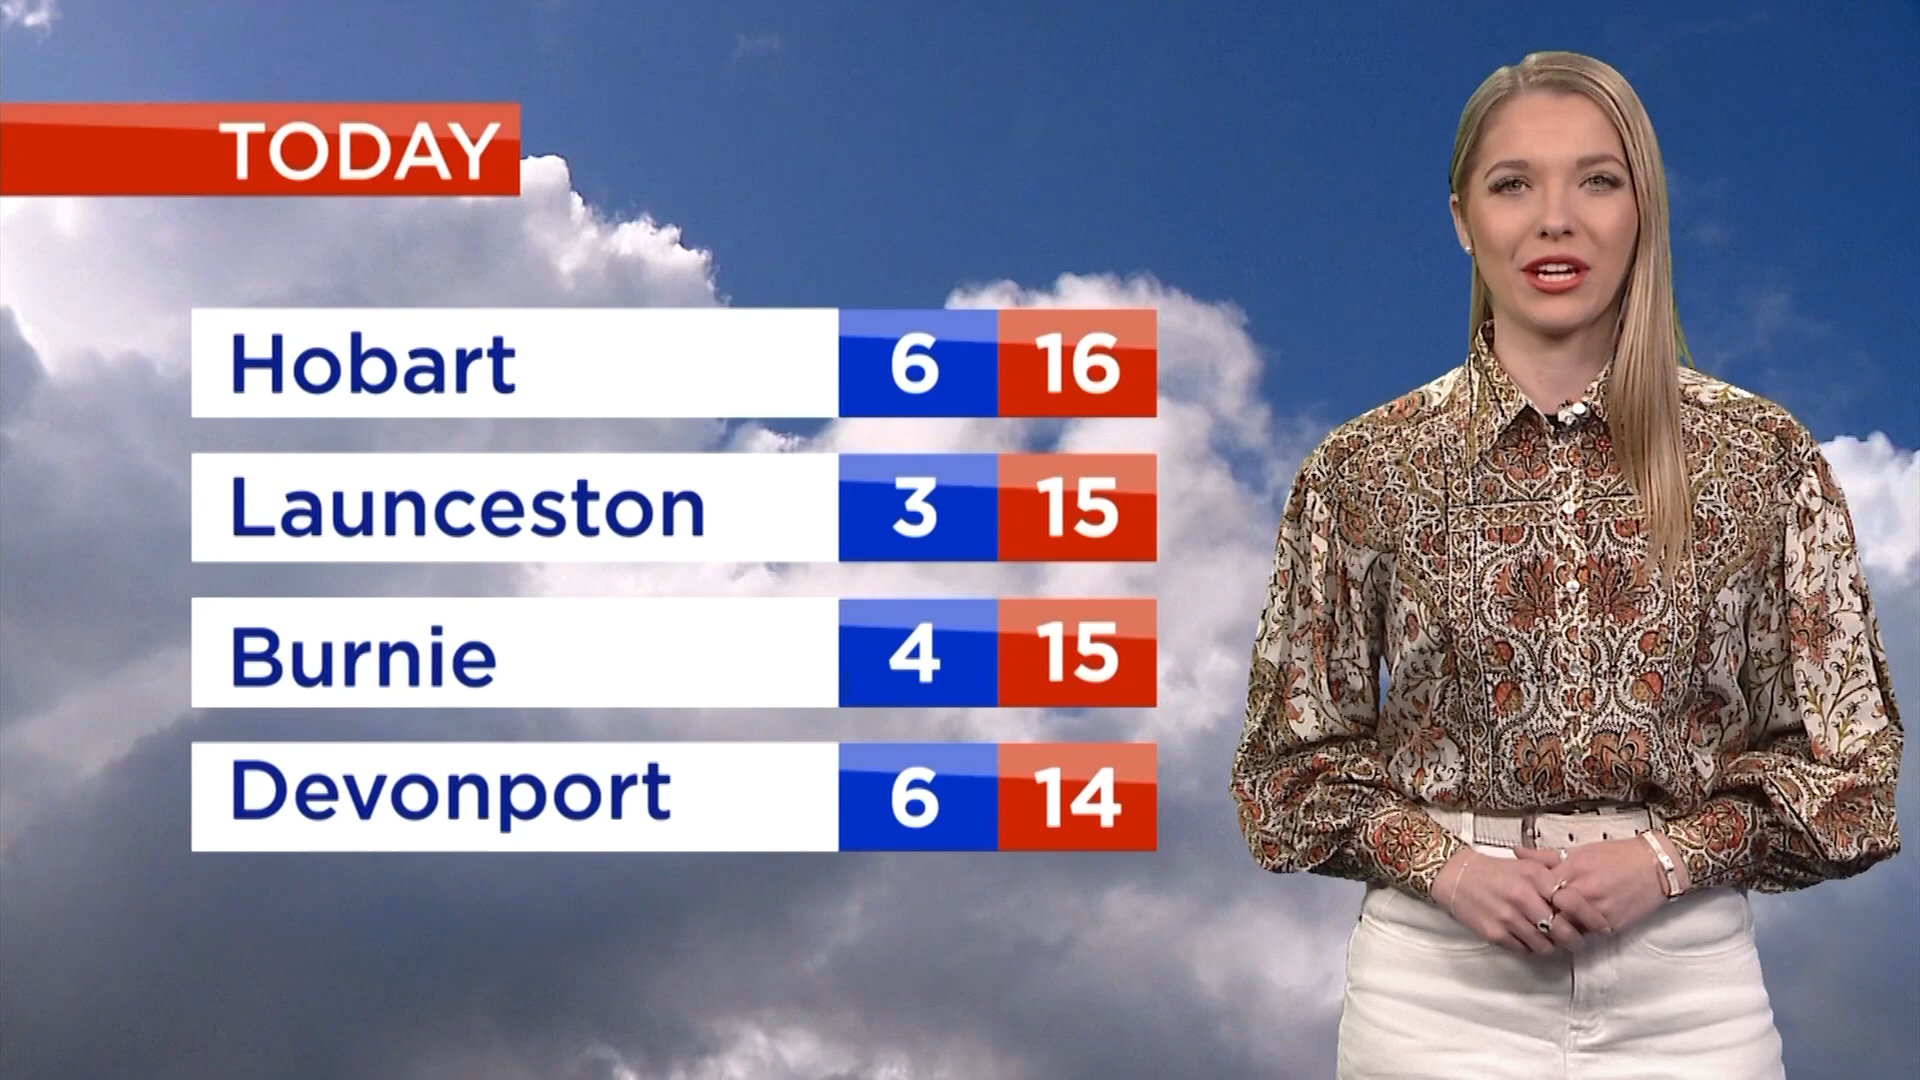 TODAY
Hobart 6 16
Launceston 3 15
Burnie 4 15
Devonport 6 14